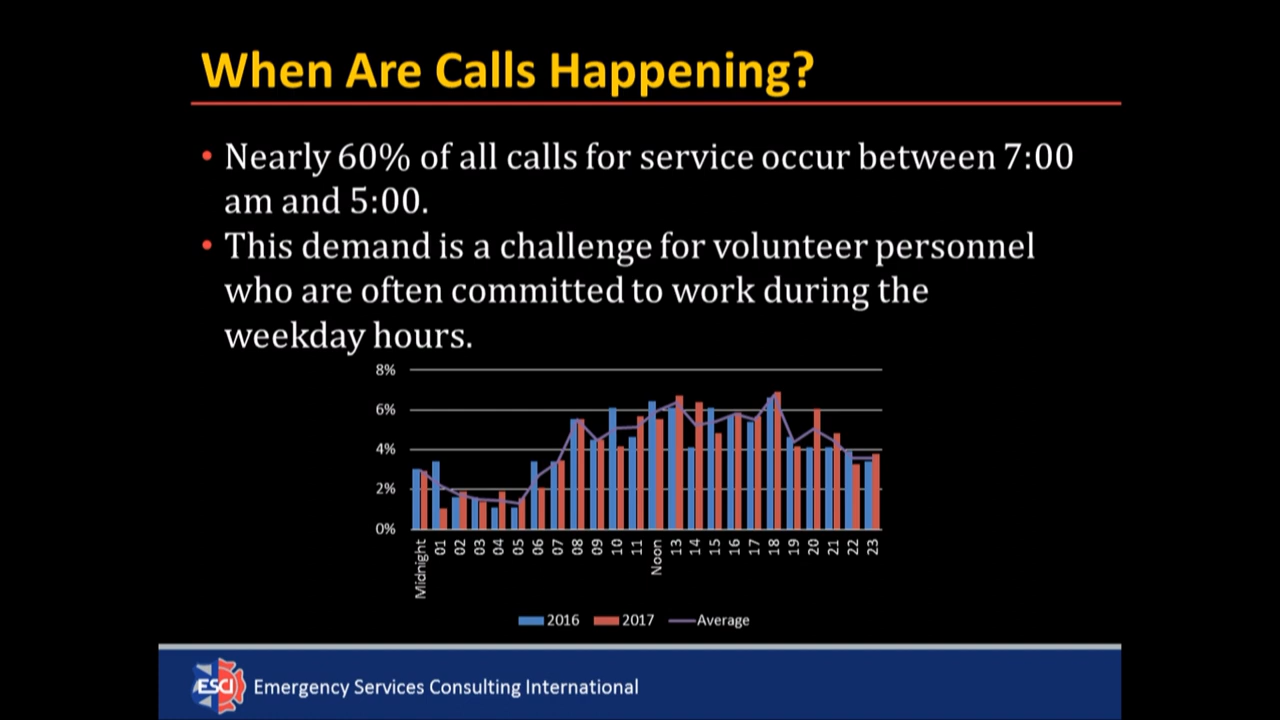 When Are Calls Happening?
• Nearly 60% of all calls for service occur between 7:00
am and 5:00.
• This demand is a challenge for volunteer personnel
who are often committed to work during the
weekday hours.
8%
6%
4%
2%
0%
Midnight 01 02 03 04 05 06 07 08 09 10 11 Noon 13 14 15 16 17 18 19 20 21 22 23
2016 2017 Average
ESCI Emergency Services Consulting International